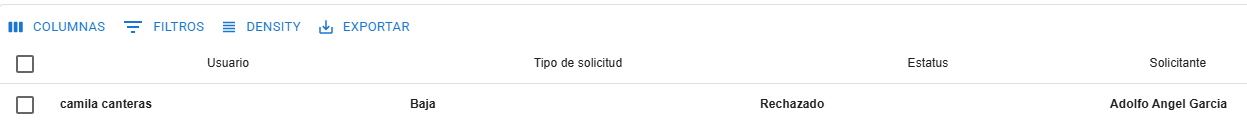 COLUMNAS FILTROS DENSITY EXPORTAR
Usuario Tipo de solicitud Estatus Solicitante
camila canteras Baja Rechazado Adolfo Angel Garcia